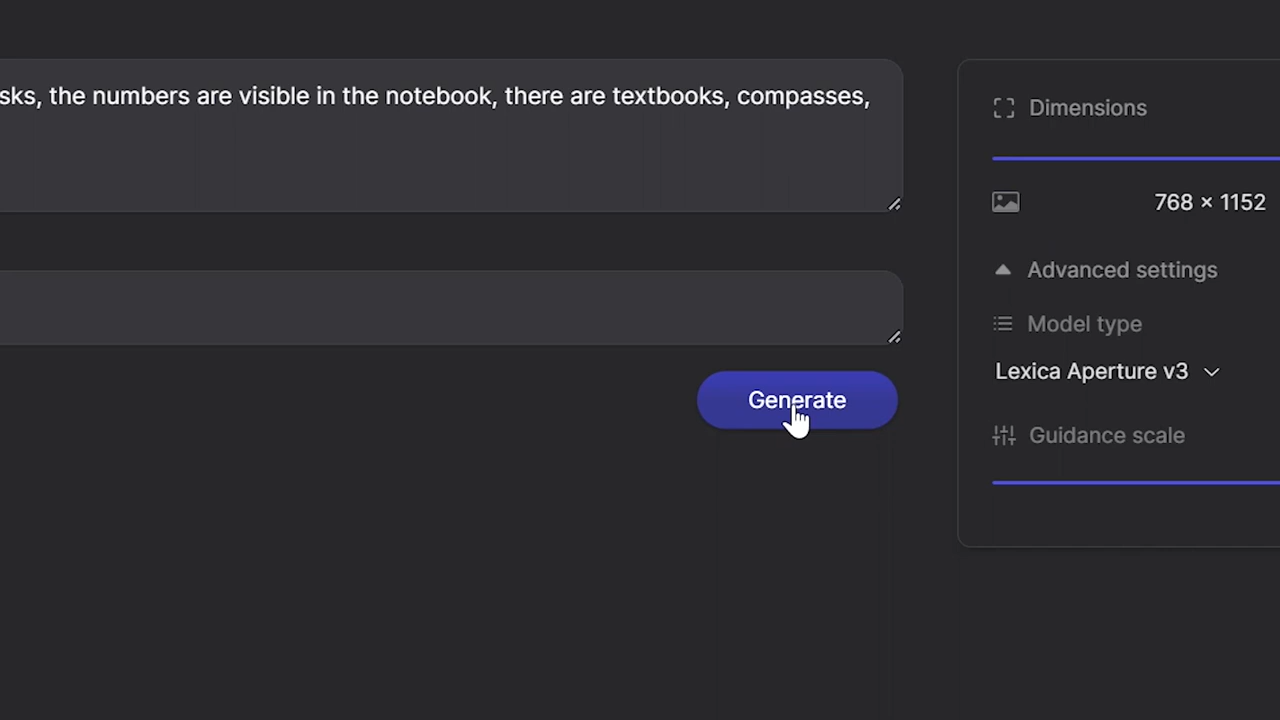 sks, the numbers are visible in the notebook, there are textbooks, compasses,
Generate
Dimensions
768 × 1152
Advanced settings
Model type
Lexica Aperture v3
Guidance scale